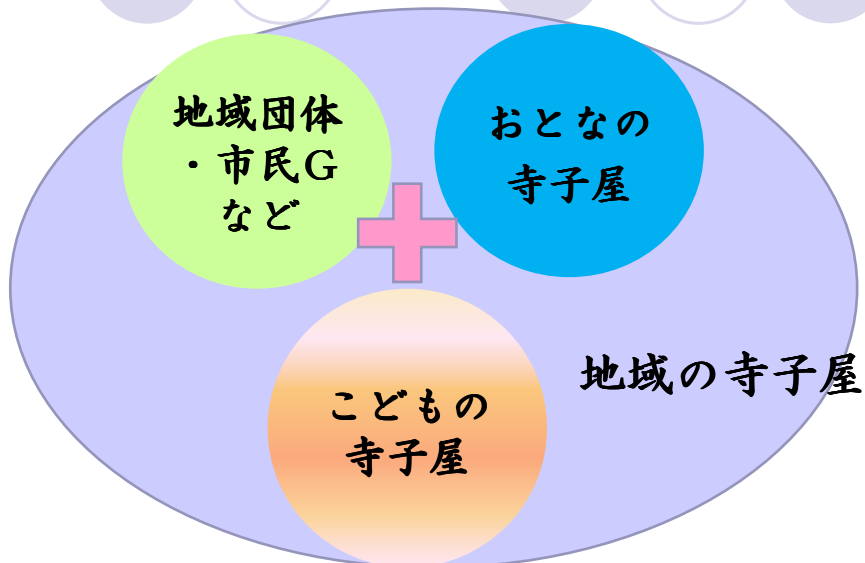 地域団体
・市民G
など
おとなの
寺子屋
こどもの
寺子屋
地域の寺子屋